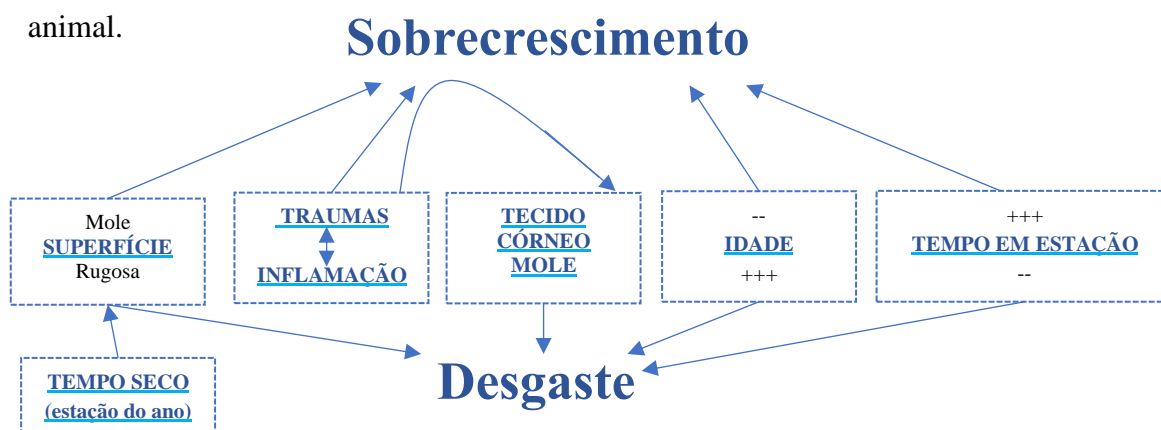 animal.
Sobrecrescimento
Mole
SUPERFÍCIE
Rugosa
TRAUMAS
INFLAMAÇÃO
TECIDO
CÓRNEO
MOLE
--
IDADE
+++
+++
TEMPO EM ESTAÇÃO
--
Desgaste
TEMPO SECO
(estação do ano)